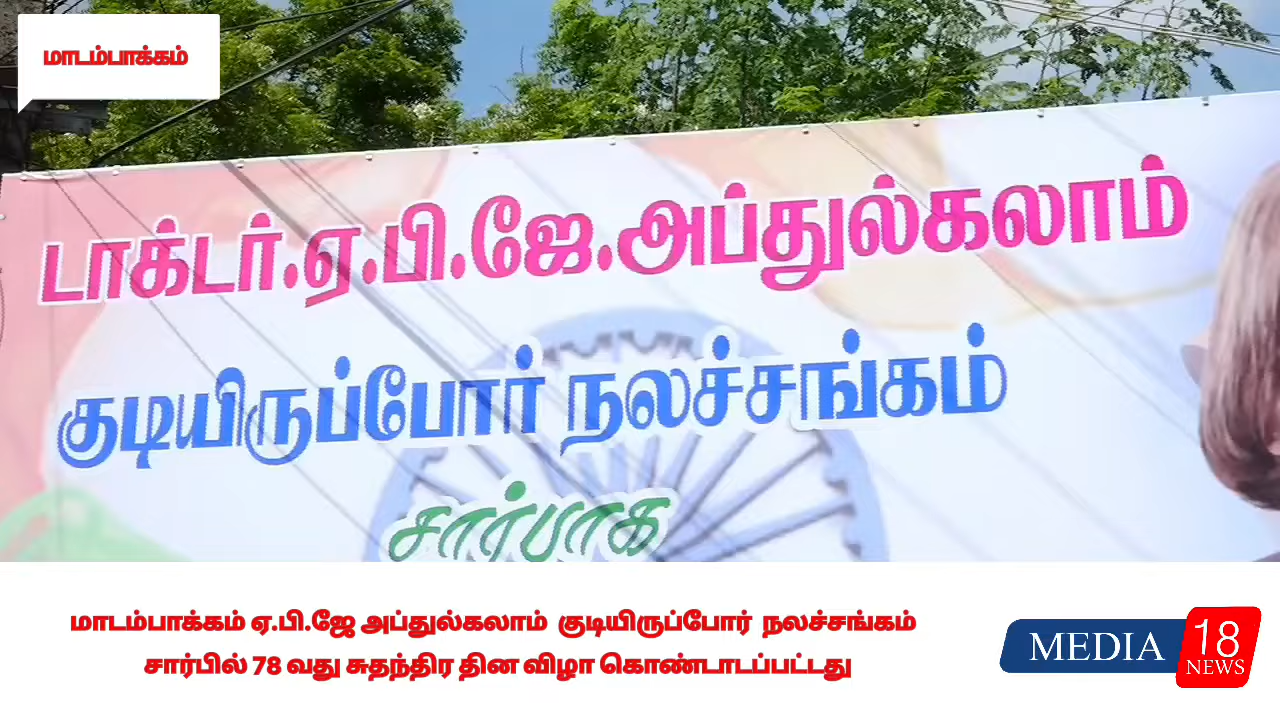 மாடம்பாக்கம்
டாக்டர்.ஏ.பி.ஜே.அப்துல்கலாம்
குடியிருப்போர் நலச்சங்கம்
சார்பாக
மாடம்பாக்கம் ஏ.பி.ஜே அப்துல்கலாம் குடியிருப்போர் நலச்சங்கம்
சார்பில் 78 வது சுதந்திர தின விழா கொண்டாடப்பட்டது
MEDIA 18
NEWS